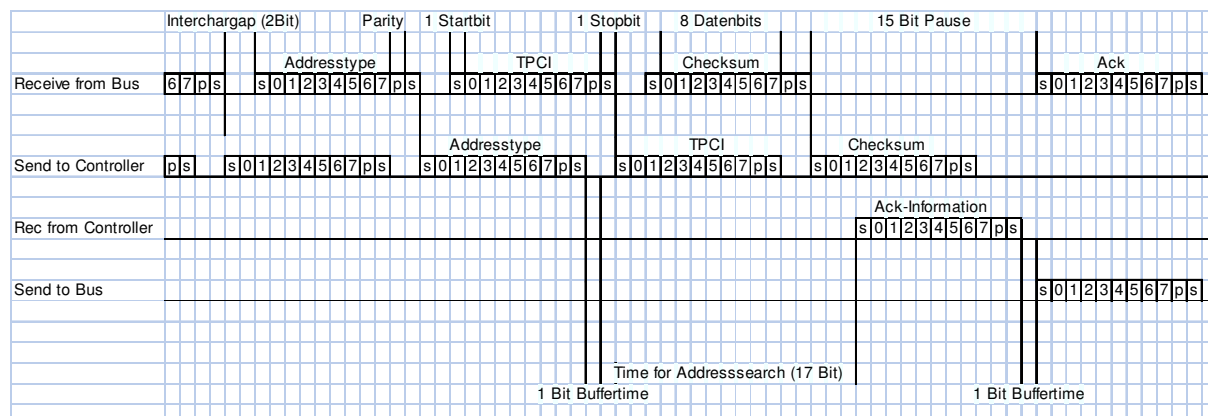 Interchargap (2Bit) Parity 1 Startbit 1 Stopbit 8 Datenbits 15 Bit Pause
Addresstype TPCI Checksum Ack
Receive from Bus 6 7 p s s 0 1 2 3 4 5 6 7 p s s 0 1 2 3 4 5 6 7 p s s 0 1 2 3 4 5 6 7 p s s 0 1 2 3 4 5 6 7 p s
Addresstype TPCI Checksum
Send to Controller p s s 0 1 2 3 4 5 6 7 p s s 0 1 2 3 4 5 6 7 p s s 0 1 2 3 4 5 6 7 p s s 0 1 2 3 4 5 6 7 p s
Ack-Information
Rec from Controller s 0 1 2 3 4 5 6 7 p s
Send to Bus s 0 1 2 3 4 5 6 7 p s
Time for Addresssearch (17 Bit)
1 Bit Buffertime 1 Bit Buffertime